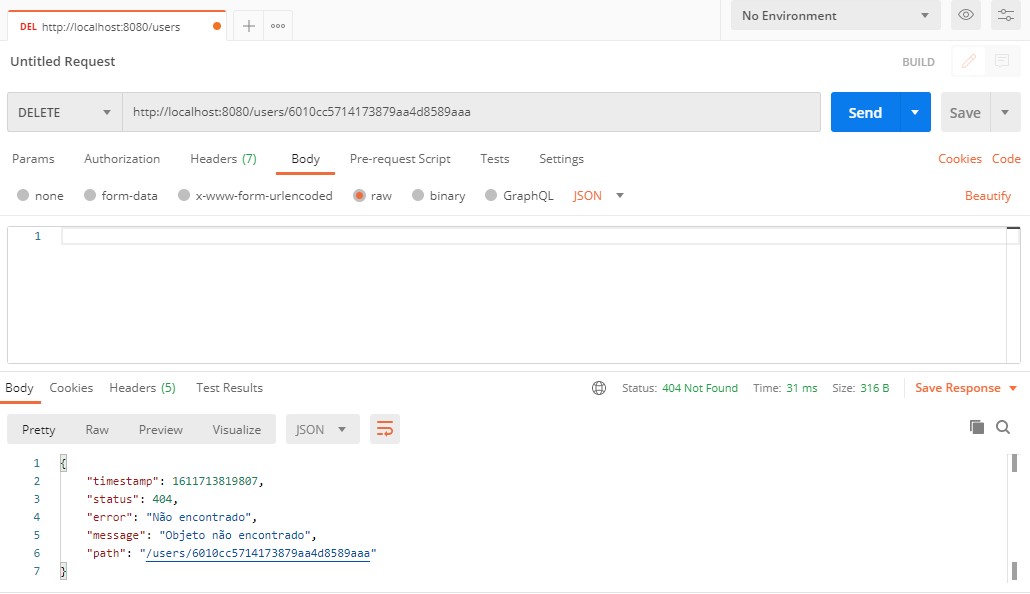 DEL http://localhost:8080/users
No Environment
Untitled Request
BUILD
DELETE
http://localhost:8080/users/6010cc5714173879aa4d8589aaa
Send
Save
Params Authorization Headers (7) Body Pre-request Script Tests Settings Cookies Code
none form-data x-www-form-urlencoded raw binary GraphQL JSON Beautify
1
Body Cookies Headers (5) Test Results Status: 404 Not Found Time: 31 ms Size: 316 B Save Response
Pretty Raw Preview Visualize JSON
1 {
2 "timestamp": 1611713819807,
3 "status": 404,
4 "error": "Não encontrado",
5 "message": "Objeto não encontrado",
6 "path": "/users/6010cc5714173879aa4d8589aaa"
7 }